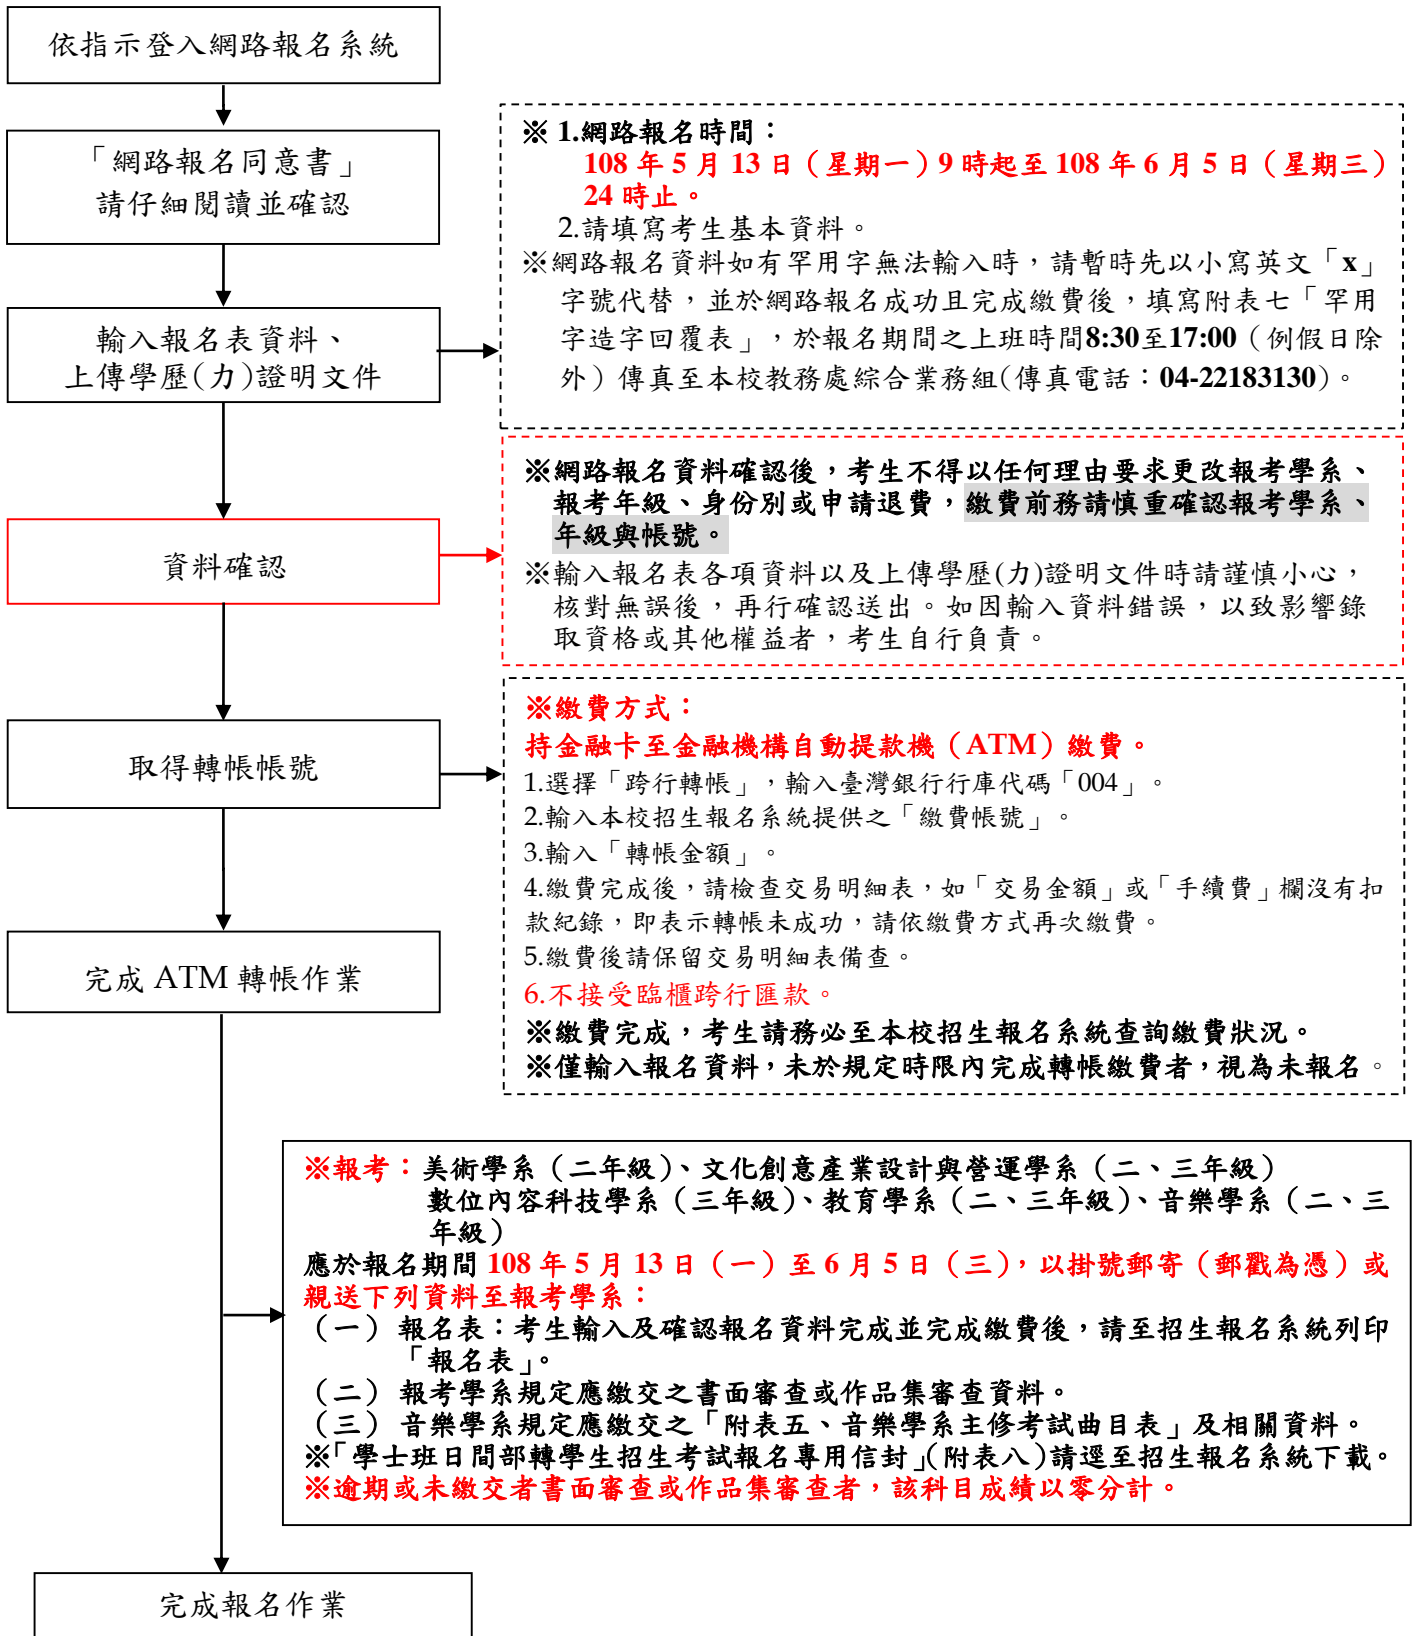 依指示登入網路報名系統
「網路報名同意書」
請仔細閱讀並確認
※ 1.網路報名時間：
108 年 5 月 13 日（星期一）9 時起至 108 年 6 月 5 日（星期三）
24 時止。
2.請填寫考生基本資料。
※網路報名資料如有罕用字無法輸入時，請暫時先以小寫英文「x」
字號代替，並於網路報名成功且完成繳費後，填寫附表七「罕用
字造字回覆表」，於報名期間之上班時間8:30至17:00（例假日除
外）傳真至本校教務處綜合業務組(傳真電話：04-22183130)。
輸入報名表資料、
上傳學歷(力)證明文件
※網路報名資料確認後，考生不得以任何理由要求更改報考學系、
報考年級、身份別或申請退費，繳費前務請慎重確認報考學系、
年級與帳號。
※輸入報名表各項資料以及上傳學歷(力)證明文件時請謹慎小心，
核對無誤後，再行確認送出。如因輸入資料錯誤，以致影響錄
取資格或其他權益者，考生自行負責。
資料確認
取得轉帳帳號
※繳費方式：
持金融卡至金融機構自動提款機（ATM）繳費。
1.選擇「跨行轉帳」，輸入臺灣銀行行庫代碼「004」。
2.輸入本校招生報名系統提供之「繳費帳號」。
3.輸入「轉帳金額」。
4.繳費完成後，請檢查交易明細表，如「交易金額」或「手續費」欄沒有扣
款紀錄，即表示轉帳未成功，請依繳費方式再次繳費。
5.繳費後請保留交易明細表備查。
6.不接受臨櫃跨行匯款。
※繳費完成，考生請務必至本校招生報名系統查詢繳費狀況。
※僅輸入報名資料，未於規定時限內完成轉帳繳費者，視為未報名。
完成 ATM 轉帳作業
※報考：美術學系（二年級）、文化創意產業設計與營運學系（二、三年級）
數位內容科技學系（三年級）、教育學系（二、三年級）、音樂學系（二、三
年級）
應於報名期間 108 年 5 月 13 日（一）至 6 月 5 日（三），以掛號郵寄（郵戳為憑）或
親送下列資料至報考學系：
（一） 報名表：考生輸入及確認報名資料完成並完成繳費後，請至招生報名系統列印
「報名表」。
（二） 報考學系規定應繳交之書面審查或作品集審查資料。
（三） 音樂學系規定應繳交之「附表五、音樂學系主修考試曲目表」及相關資料。
※「學士班日間部轉學生招生考試報名專用信封」(附表八)請逕至招生報名系統下載。
※逾期或未繳交者書面審查或作品集審查者，該科目成績以零分計。
完成報名作業